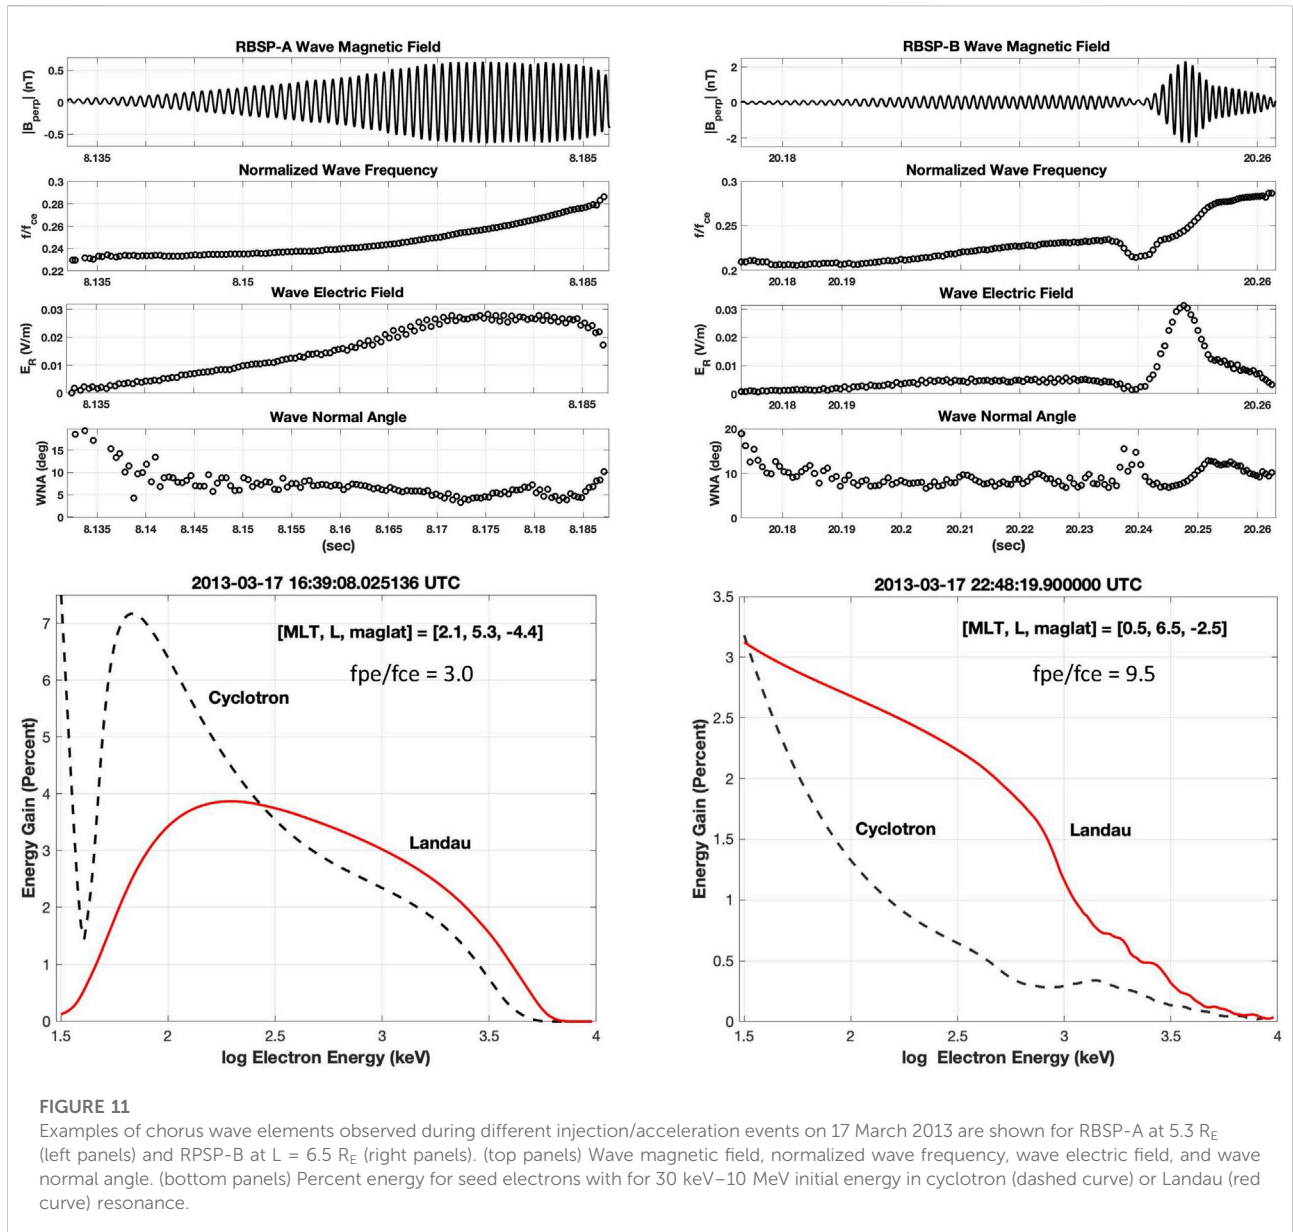 RBSP-A Wave Magnetic Field
|B_perp| (nT)
0.5
0
-0.5
8.135
8.185
Normalized Wave Frequency
f/f_ce
0.3
0.28
0.26
0.24
0.22
8.135
8.15
8.185
Wave Electric Field
E_R (V/m)
0.03
0.02
0.01
0
8.135
8.185
Wave Normal Angle
WNA (deg)
15
10
5
0
8.135 8.14 8.145 8.15 8.155 8.16 8.165 8.17 8.175 8.18 8.185
(sec)
2013-03-17 16:39:08.025136 UTC
[MLT, L, maglat] = [2.1, 5.3, -4.4]
fpe/fce = 3.0
Cyclotron
Landau
Energy Gain (Percent)
7
6
5
4
3
2
1
0
1.5 2 2.5 3 3.5 4
log Electron Energy (keV)
RBSP-B Wave Magnetic Field
|B_perp| (nT)
2
0
-2
20.18
20.26
Normalized Wave Frequency
f/f_ce
0.3
0.25
0.2
20.18
20.19
20.26
Wave Electric Field
E_R (V/m)
0.03
0.02
0.01
0
20.18
20.19
20.26
Wave Normal Angle
WNA (deg)
20
10
0
20.18 20.19 20.2 20.21 20.22 20.23 20.24 20.25 20.26
(sec)
2013-03-17 22:48:19.900000 UTC
[MLT, L, maglat] = [0.5, 6.5, -2.5]
fpe/fce = 9.5
Cyclotron
Landau
Energy Gain (Percent)
3.5
3
2.5
2
1.5
1
0.5
0
1.5 2 2.5 3 3.5 4
log Electron Energy (keV)
FIGURE 11
Examples of chorus wave elements observed during different injection/acceleration events on 17 March 2013 are shown for RBSP-A at 5.3 R_E
(left panels) and RPSP-B at L = 6.5 R_E (right panels). (top panels) Wave magnetic field, normalized wave frequency, wave electric field, and wave
normal angle. (bottom panels) Percent energy for seed electrons with for 30 keV–10 MeV initial energy in cyclotron (dashed curve) or Landau (red
curve) resonance.